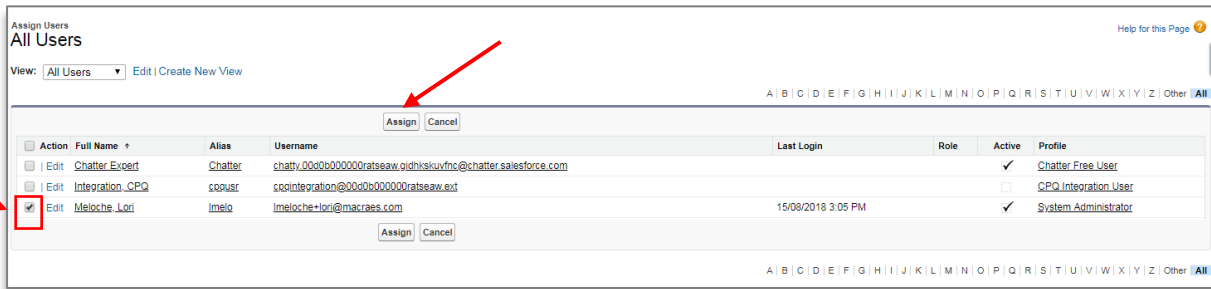 Assign Users
All Users
Help for this Page
View: All Users Edit | Create New View
A | B | C | D | E | F | G | H | I | J | K | L | M | N | O | P | Q | R | S | T | U | V | W | X | Y | Z | Other All
Assign Cancel
Action Full Name Alias Username Last Login Role Active Profile
| Edit Chatter Expert Chatter chatty.00d0b000000ratseaw.gidhkskuvfnc@chatter.salesforce.com Chatter Free User
| Edit Integration, CPQ cpqusr cpqintegration@00d0b000000ratseaw.ext CPQ Integration User
Edit Meloche, Lori lmelo lmeloche+lori@macraes.com 15/08/2018 3:05 PM System Administrator
Assign Cancel
A | B | C | D | E | F | G | H | I | J | K | L | M | N | O | P | Q | R | S | T | U | V | W | X | Y | Z | Other All